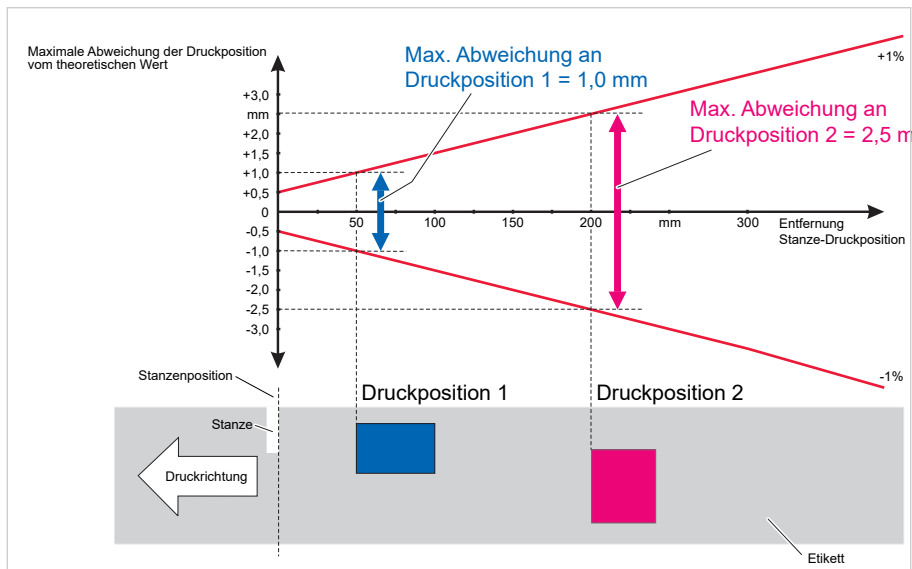 Maximale Abweichung der Druckposition
vom theoretischen Wert
Max. Abweichung an
Druckposition 1 = 1,0 mm
+1%
Max. Abweichung an
Druckposition 2 = 2,5 m
+3,0
mm
+2,0
+1,5
+1,0
+0,5
0
-0,5
-1,0
-1,5
-2,0
-2,5
-3,0
50
100
150
200
mm
300
Entfernung
Stanze-Druckposition
-1%
Stanzenposition
Druckposition 1
Druckposition 2
Stanze
Druckrichtung
Etikett